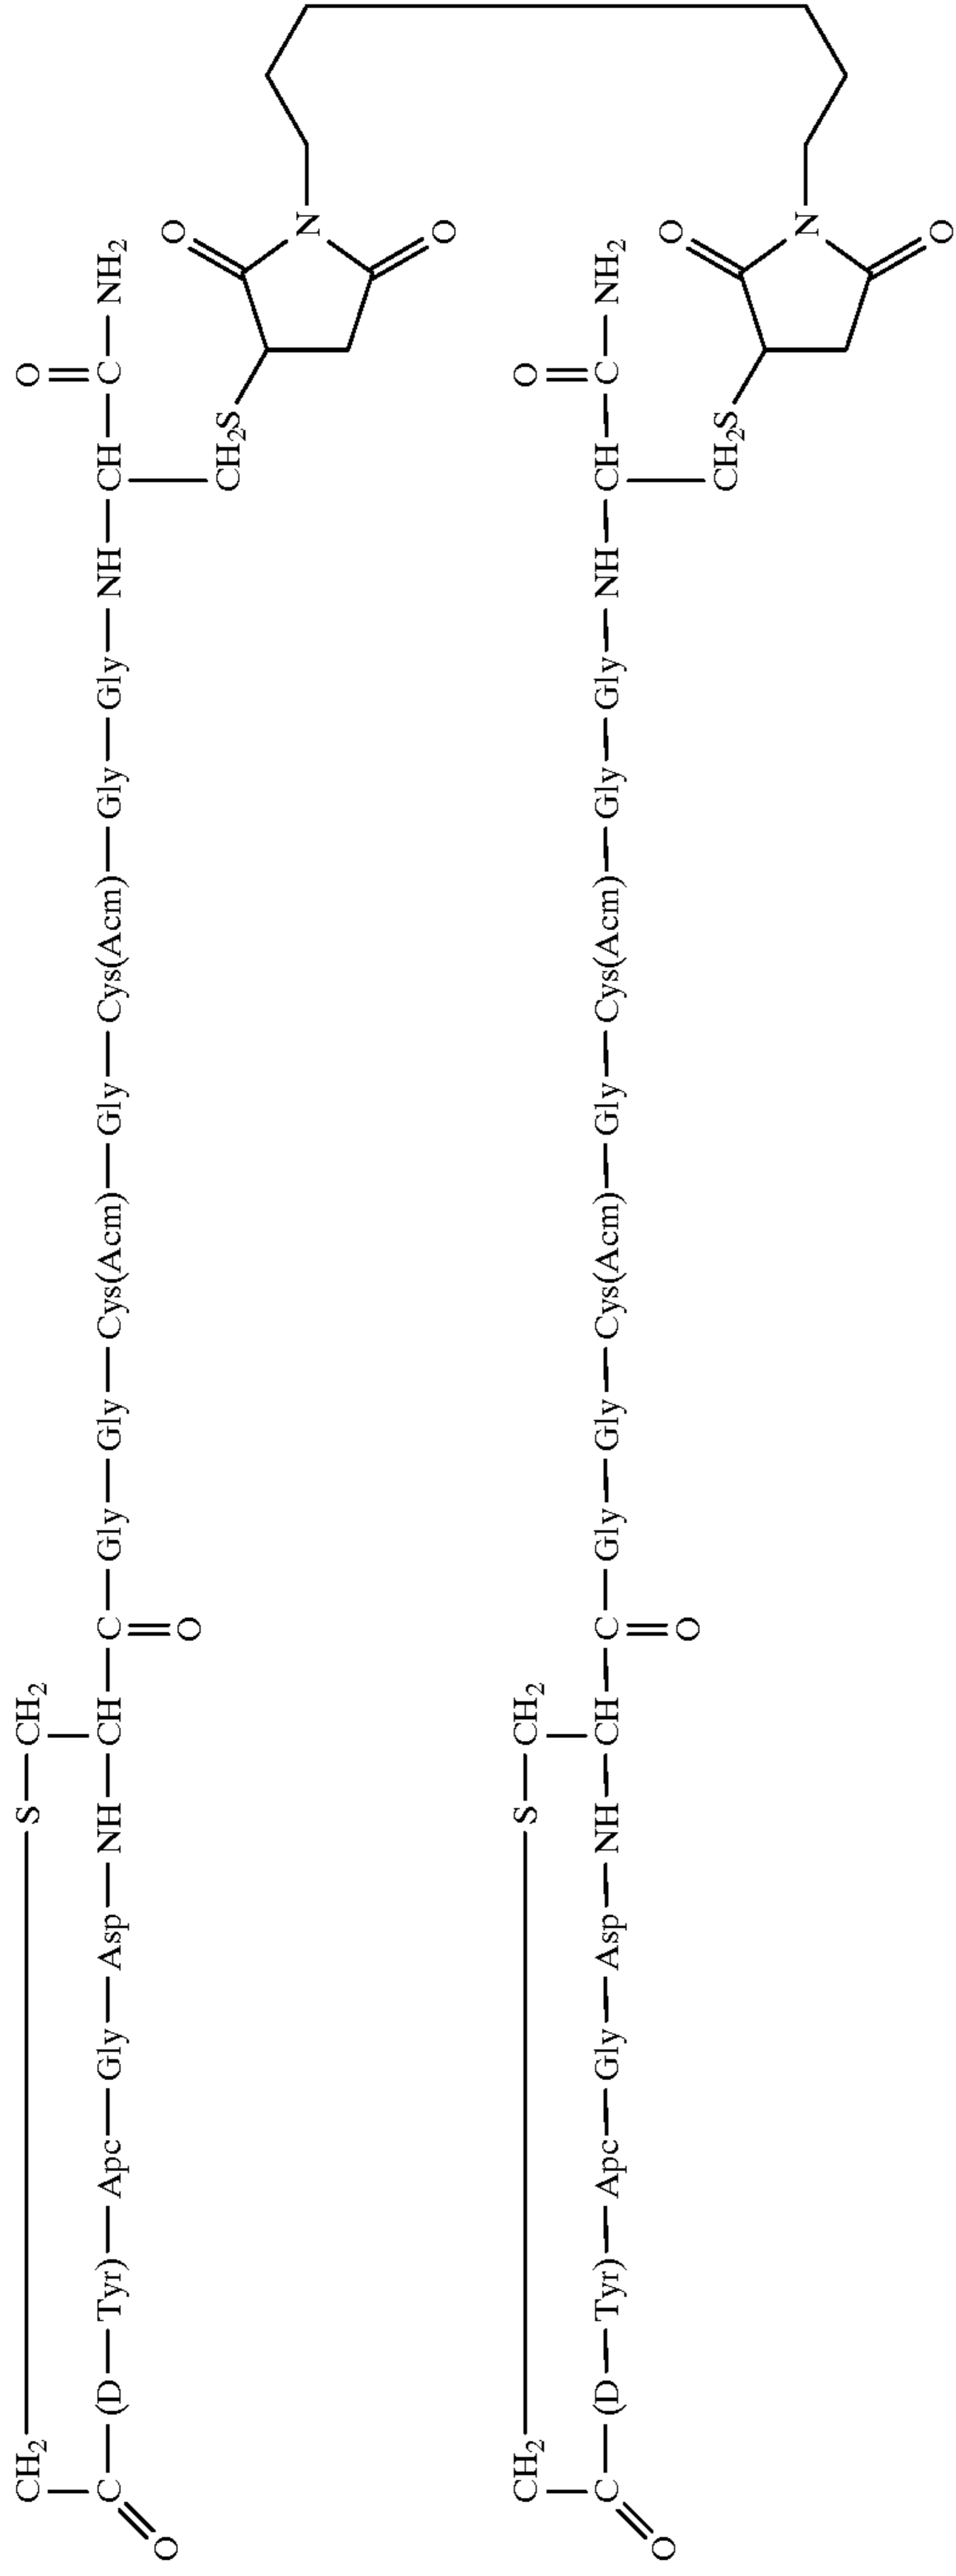 CH₂—S—CH₂ O
C—(D—Tyr)—Apc—Gly—Asp—NH—CH—C—Gly—Gly—Cys(Acm)—Gly—Cys(Acm)—Gly—Gly—NH—CH—C—NH₂
O O O
CH₂S
N
O
CH₂—S—CH₂ O
C—(D—Tyr)—Apc—Gly—Asp—NH—CH—C—Gly—Gly—Cys(Acm)—Gly—Cys(Acm)—Gly—Gly—NH—CH—C—NH₂
O O O
CH₂S
N
O